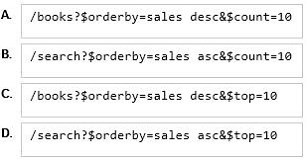 A. /books?$orderby=sales desc&$count=10
B. /search?$orderby=sales asc&$count=10
C. /books?$orderby=sales desc&$top=10
D. /search?$orderby=sales asc&$top=10